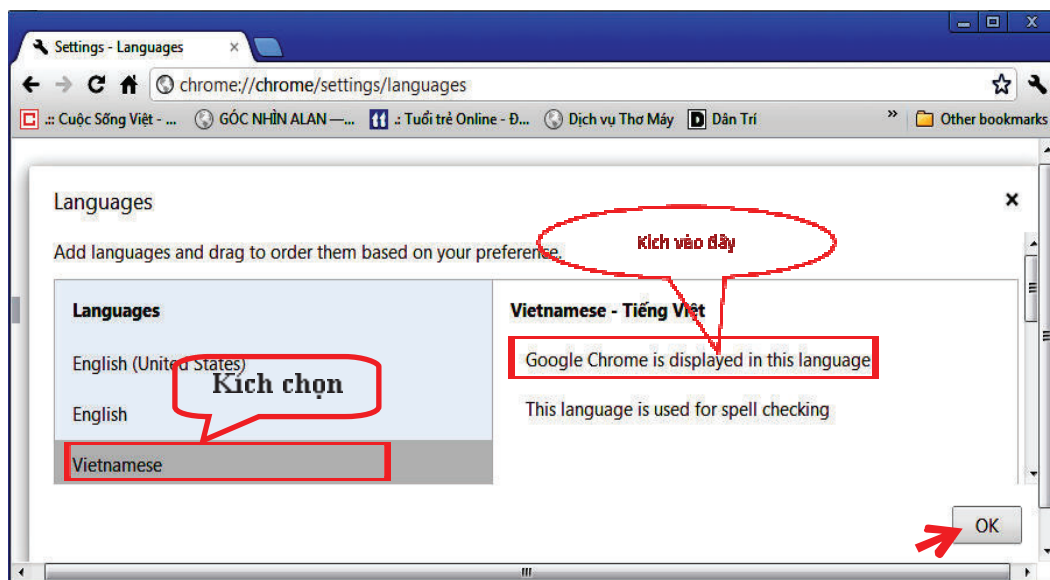 Settings - Languages
chrome://chrome/settings/languages
.:: Cuộc Sống Việt - ... GÓC NHÌN ALAN —... .: Tuổi trẻ Online - Đ... Dịch vụ Thơ Máy D Dân Trí » Other bookmarks
Languages
Add languages and drag to order them based on your preference.
Kích vào đây
Languages
Vietnamese - Tiếng Việt
English (United States)
Google Chrome is displayed in this language
Kích chọn
English
This language is used for spell checking
Vietnamese
OK